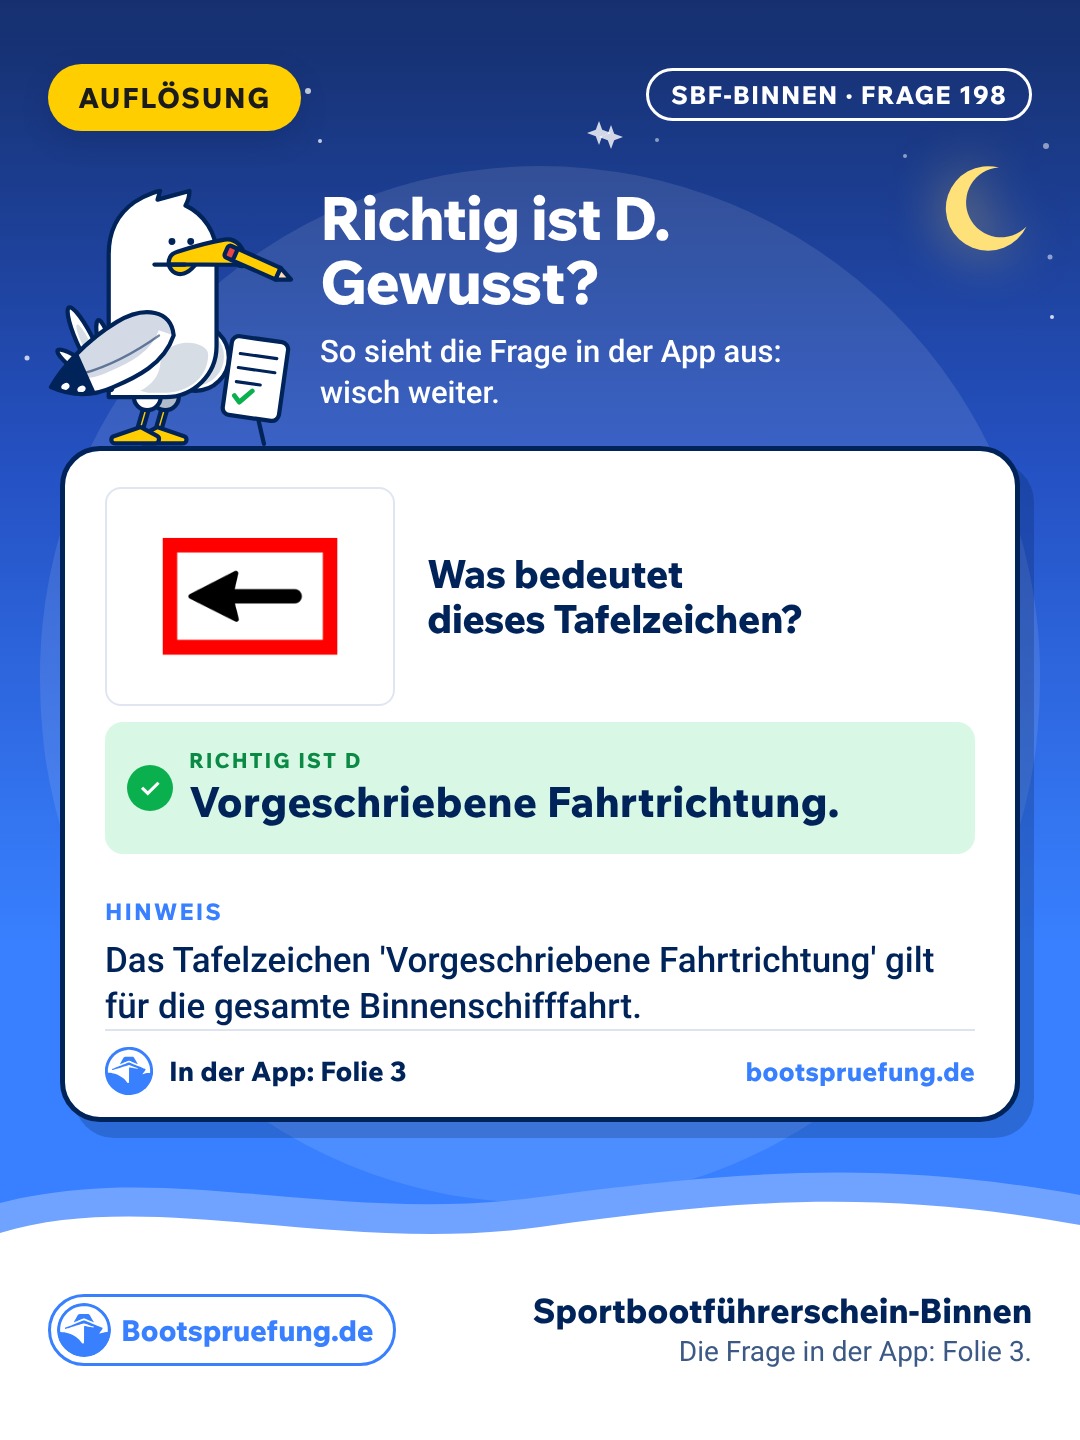 AUFLÖSUNG
SBF-BINNEN · FRAGE 198
Richtig ist D.
Gewusst?
So sieht die Frage in der App aus:
wisch weiter.
Was bedeutet
dieses Tafelzeichen?
RICHTIG IST D
Vorgeschriebene Fahrtrichtung.
HINWEIS
Das Tafelzeichen 'Vorgeschriebene Fahrtrichtung' gilt
für die gesamte Binnenschifffahrt.
In der App: Folie 3
bootspruefung.de
Bootspruefung.de
Sportbootführerschein-Binnen
Die Frage in der App: Folie 3.